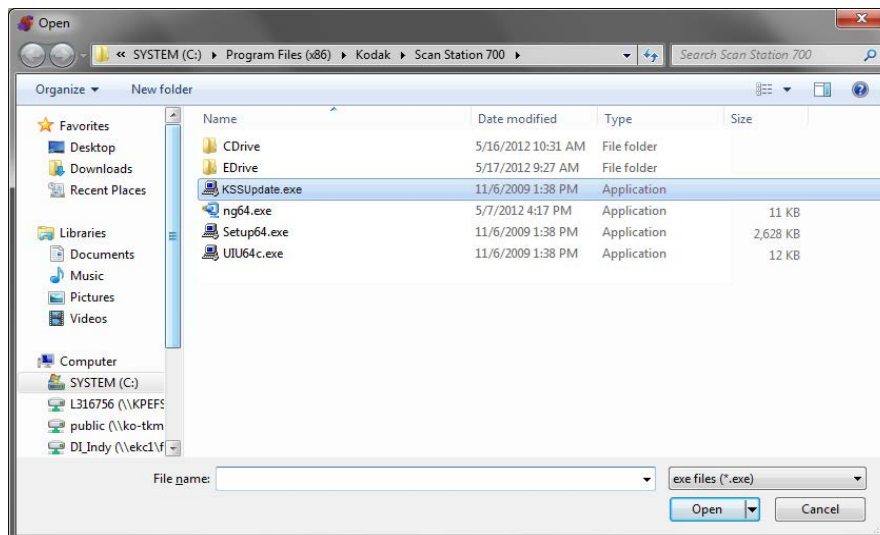 Open
« SYSTEM (C:) ▸ Program Files (x86) ▸ Kodak ▸ Scan Station 700 ▸ Search Scan Station 700
Organize ▾ New folder
Favorites
Desktop
Downloads
Recent Places
Libraries
Documents
Music
Pictures
Videos
Computer
SYSTEM (C:)
L316756 (\\KPEFS
public (\\ko-tkm
DI_Indy (\\ekc1\f
Name Date modified Type Size
CDrive 5/16/2012 10:31 AM File folder
EDrive 5/17/2012 9:27 AM File folder
KSSUpdate.exe 11/6/2009 1:38 PM Application
ng64.exe 5/7/2012 4:17 PM Application 11 KB
Setup64.exe 11/6/2009 1:38 PM Application 2,628 KB
UIU64c.exe 11/6/2009 1:38 PM Application 12 KB
File name: exe files (*.exe)
Open Cancel